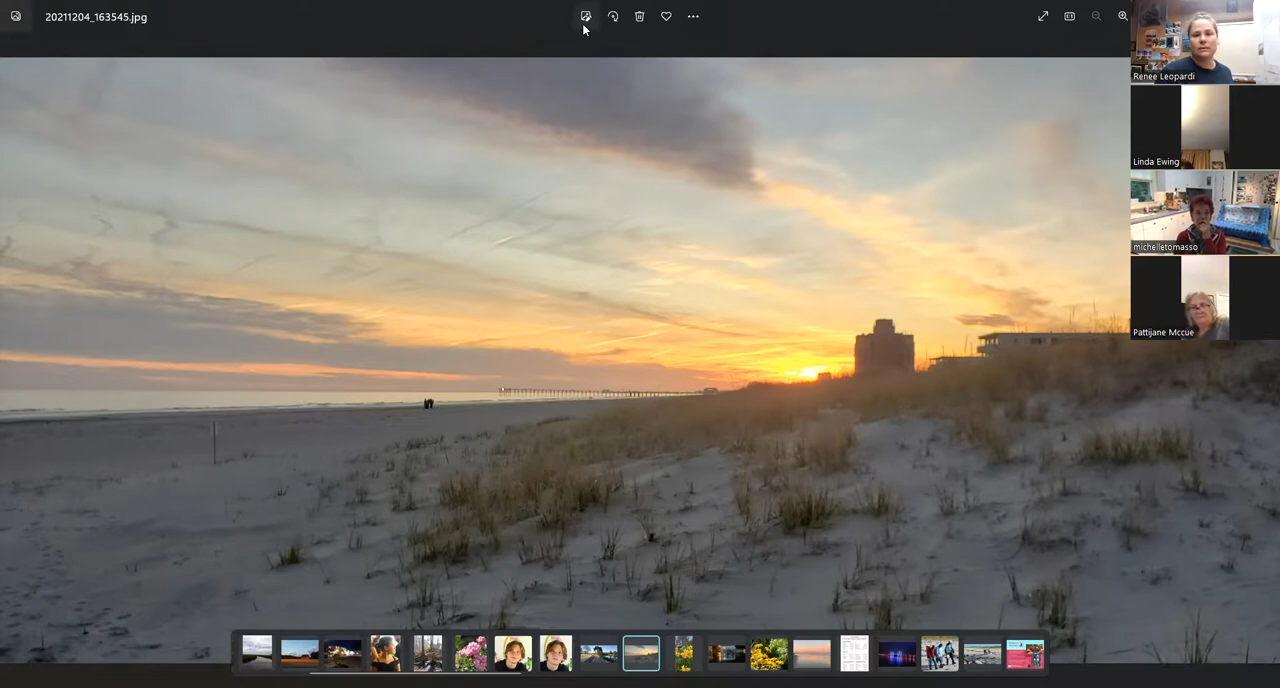 20211204_163545.jpg
Renee Leopardi
Linda Ewing
michelletomasso
Pattijane Mccue